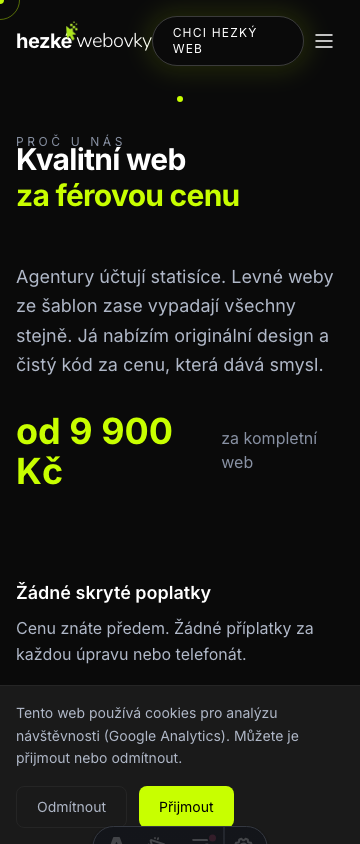 hezké webovky
CHCI HEZKÝ
WEB
PROČ U NÁS
Kvalitní web
za férovou cenu
Agentury účtují statisíce. Levné weby
ze šablon zase vypadají všechny
stejně. Já nabízím originální design a
čistý kód za cenu, která dává smysl.
od 9 900
Kč
za kompletní
web
Žádné skryté poplatky
Cenu znáte předem. Žádné příplatky za
každou úpravu nebo telefonát.
Tento web používá cookies pro analýzu
návštěvnosti (Google Analytics). Můžete je
přijmout nebo odmítnout.
Odmítnout
Přijmout